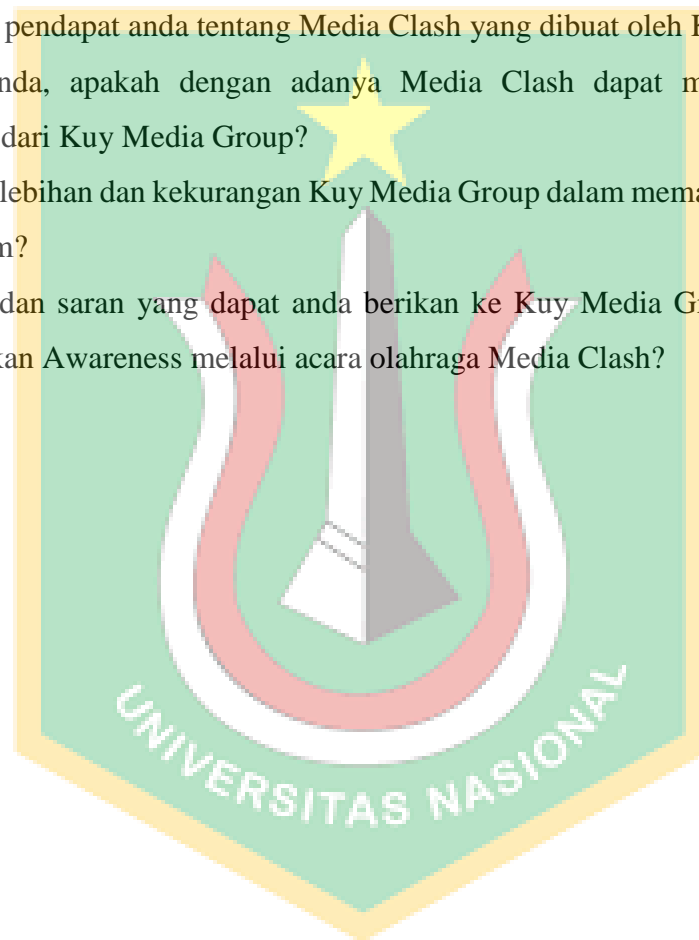 pendapat anda tentang Media Clash yang dibuat oleh
nda, apakah dengan adanya Media Clash dapat m
dari Kuy Media Group?
lebihan dan kekurangan Kuy Media Group dalam mema
m?
dan saran yang dapat anda berikan ke Kuy Media G
kan Awareness melalui acara olahraga Media Clash?
UNIVERSITAS NASIONAL